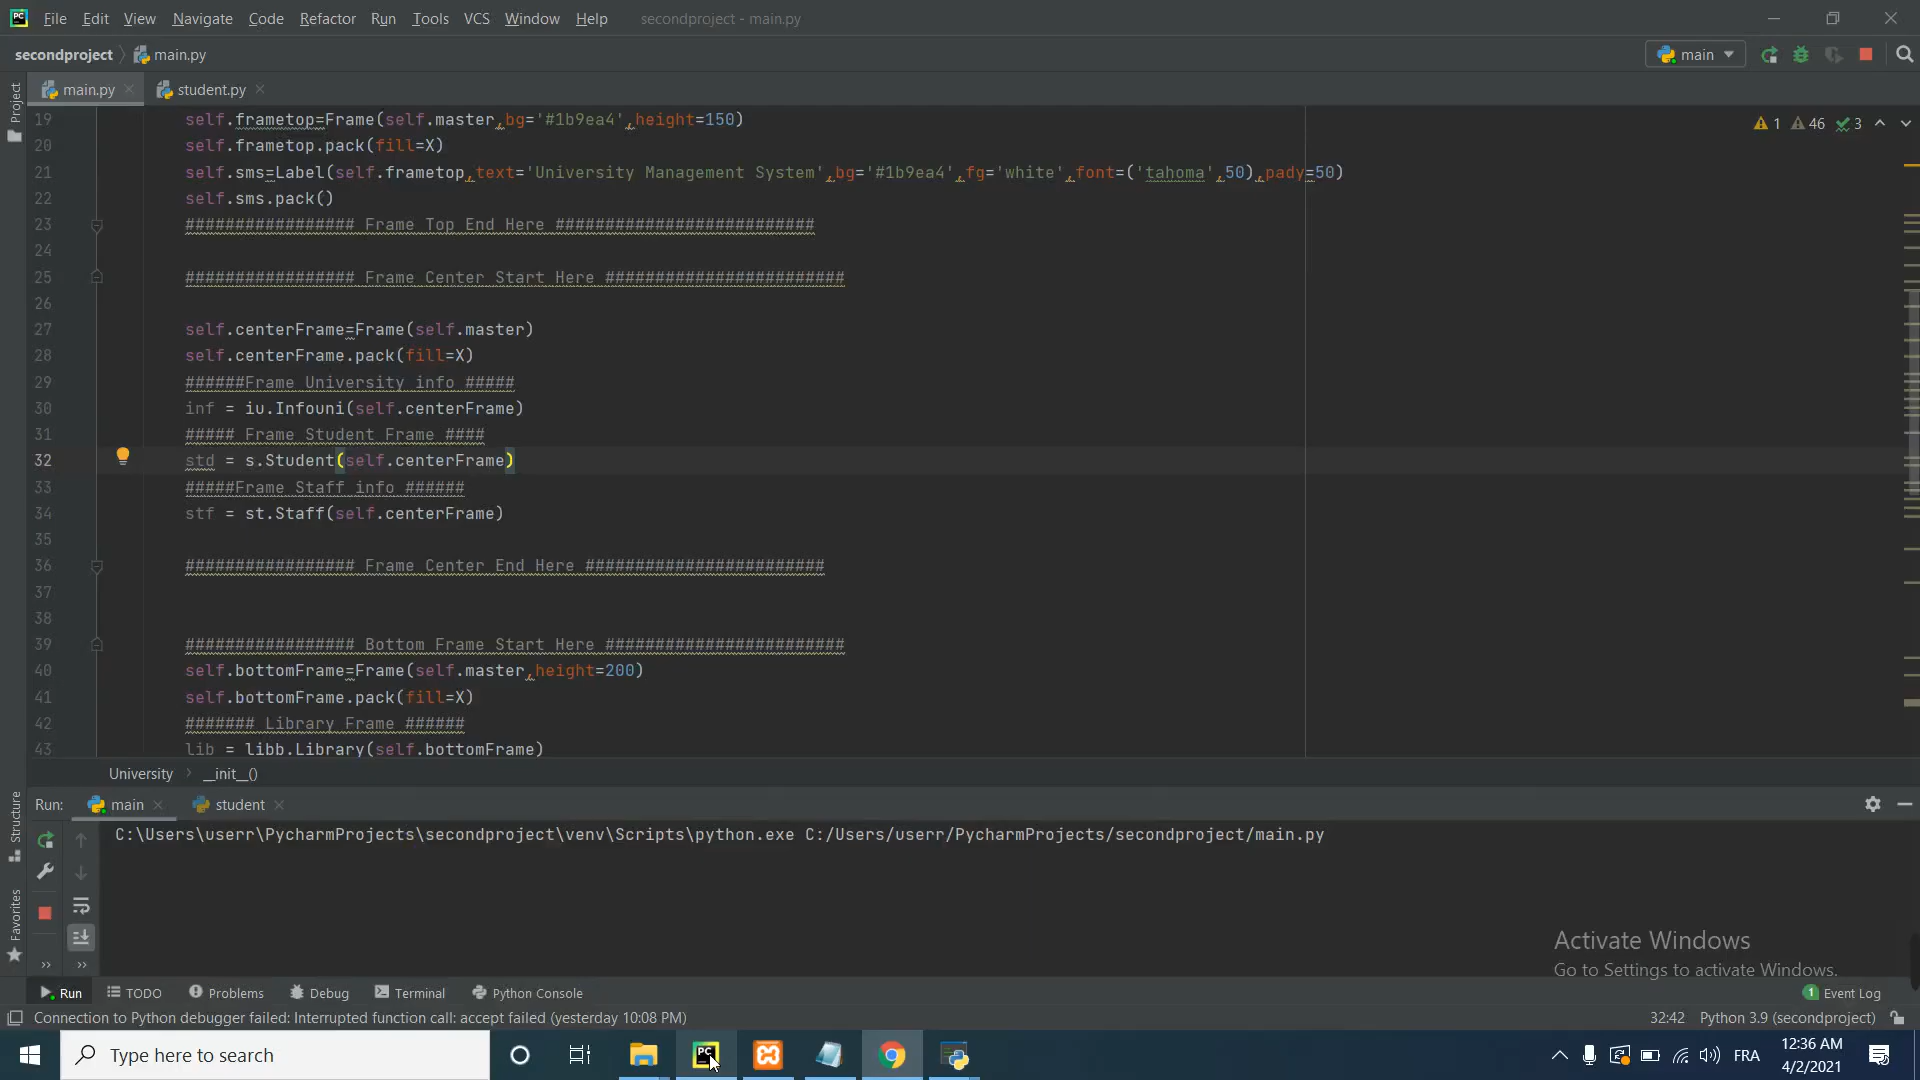 File Edit View Navigate Code Refactor Run Tools VCS Window Help secondproject - main.py
secondproject main.py main
main.py student.py
Project
1 46 3
19 self.frametop=Frame(self.master,bg='#1b9ea4',height=150)
20 self.frametop.pack(fill=X)
21 self.sms=Label(self.frametop,text='University Management System',bg='#1b9ea4',fg='white',font=('tahoma',50),pady=50)
22 self.sms.pack()
23 ################# Frame Top End Here ##########################
24
25 ################# Frame Center Start Here ########################
26
27 self.centerFrame=Frame(self.master)
28 self.centerFrame.pack(fill=X)
29 ######Frame University info #####
30 inf = iu.Infouni(self.centerFrame)
31 ##### Frame Student Frame ####
32 std = s.Student(self.centerFrame)
33 #####Frame Staff info ######
34 stf = st.Staff(self.centerFrame)
35
36 ################# Frame Center End Here ########################
37
38
39 ################# Bottom Frame Start Here ########################
40 self.bottomFrame=Frame(self.master,height=200)
41 self.bottomFrame.pack(fill=X)
42 ####### Library Frame ######
43 lib = libb.Library(self.bottomFrame)
University __init__()
Run: main student
Structure
Favorites
C:\Users\userr\PycharmProjects\secondproject\venv\Scripts\python.exe C:/Users/userr/PycharmProjects/secondproject/main.py
Activate Windows
Go to Settings to activate Windows.
Run TODO Problems Debug Terminal Python Console 1 Event Log
Connection to Python debugger failed: Interrupted function call: accept failed (yesterday 10:08 PM) 32:42 Python 3.9 (secondproject)
Type here to search
PC
FRA
12:36 AM
4/2/2021